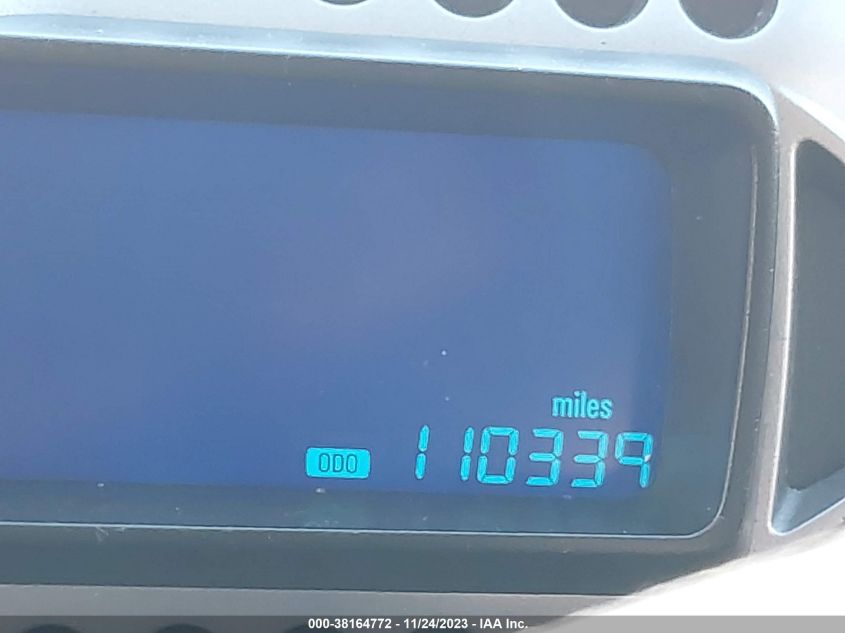 miles
ODO 110339
000-38164772 - 11/24/2023 - IAA Inc.